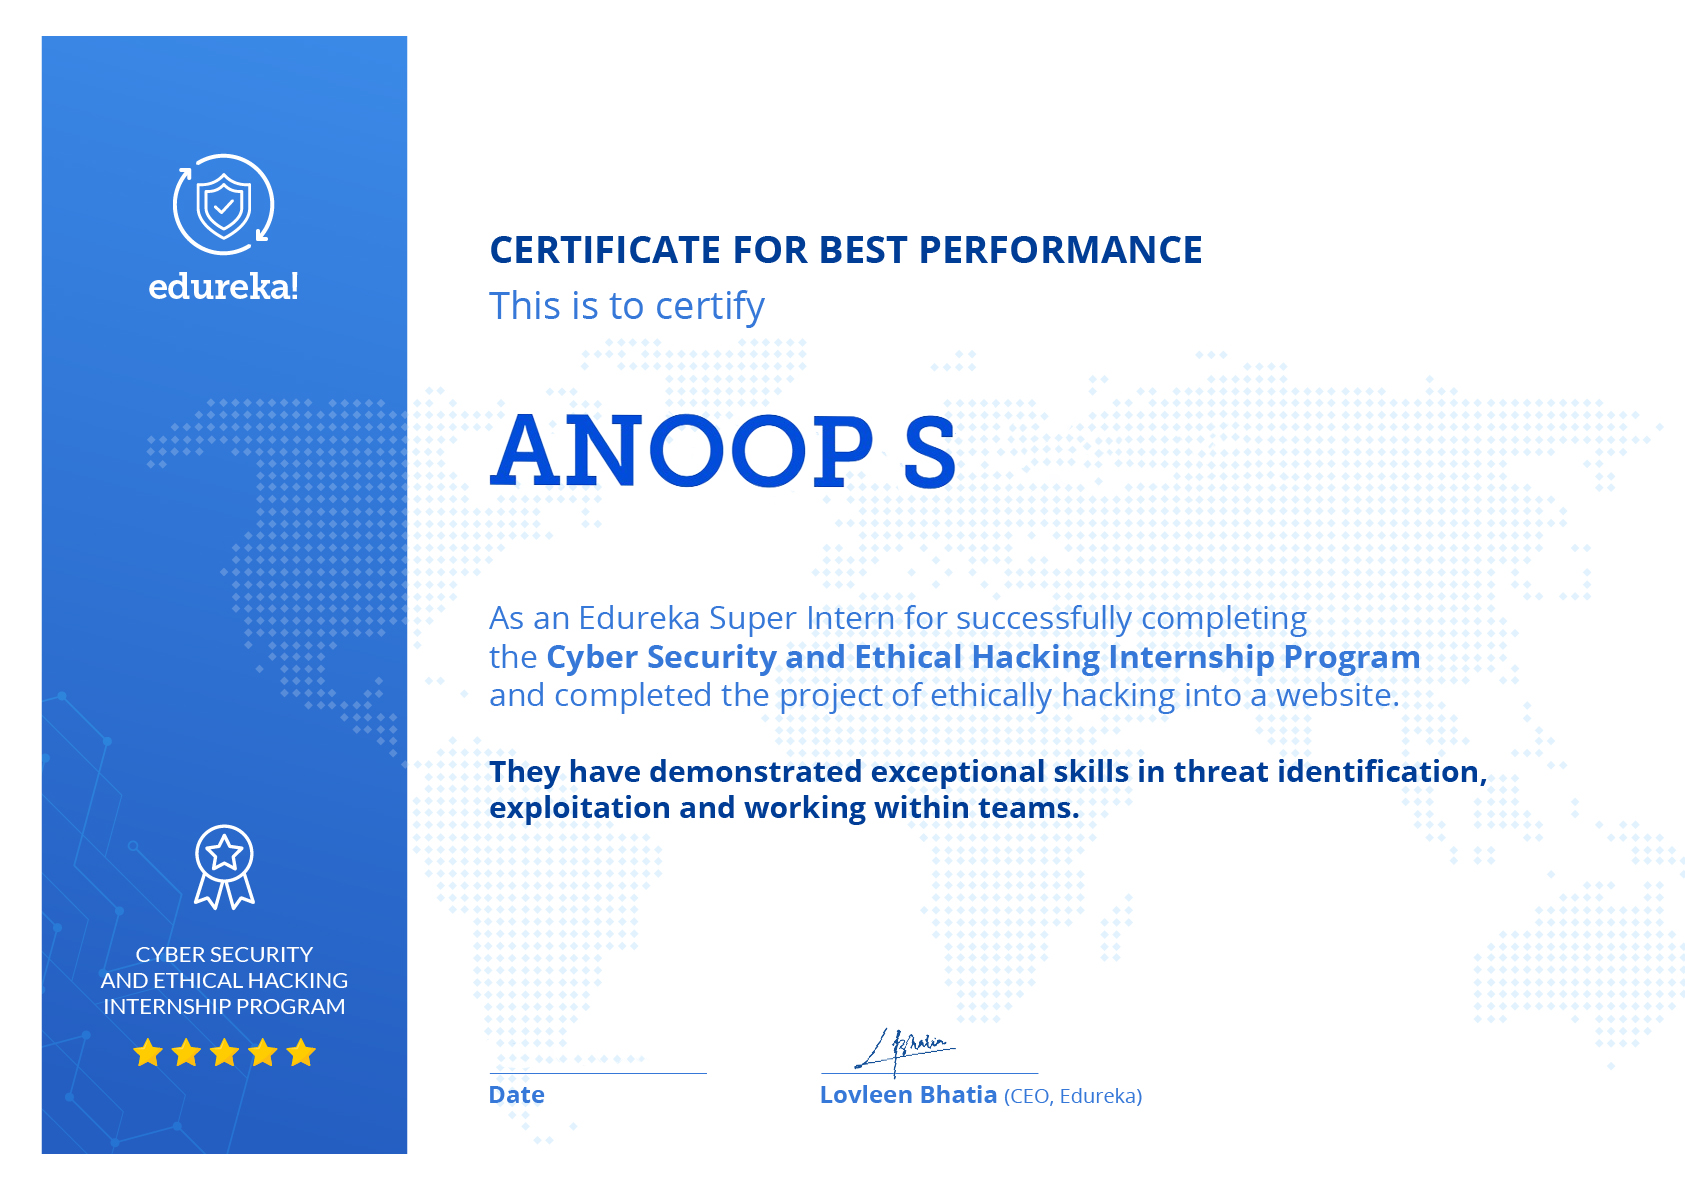 edureka!
CERTIFICATE FOR BEST PERFORMANCE
This is to certify
ANOOP S
As an Edureka Super Intern for successfully completing
the Cyber Security and Ethical Hacking Internship Program
and completed the project of ethically hacking into a website.
They have demonstrated exceptional skills in threat identification,
exploitation and working within teams.
CYBER SECURITY
AND ETHICAL HACKING
INTERNSHIP PROGRAM
Date
Lovleen Bhatia (CEO, Edureka)